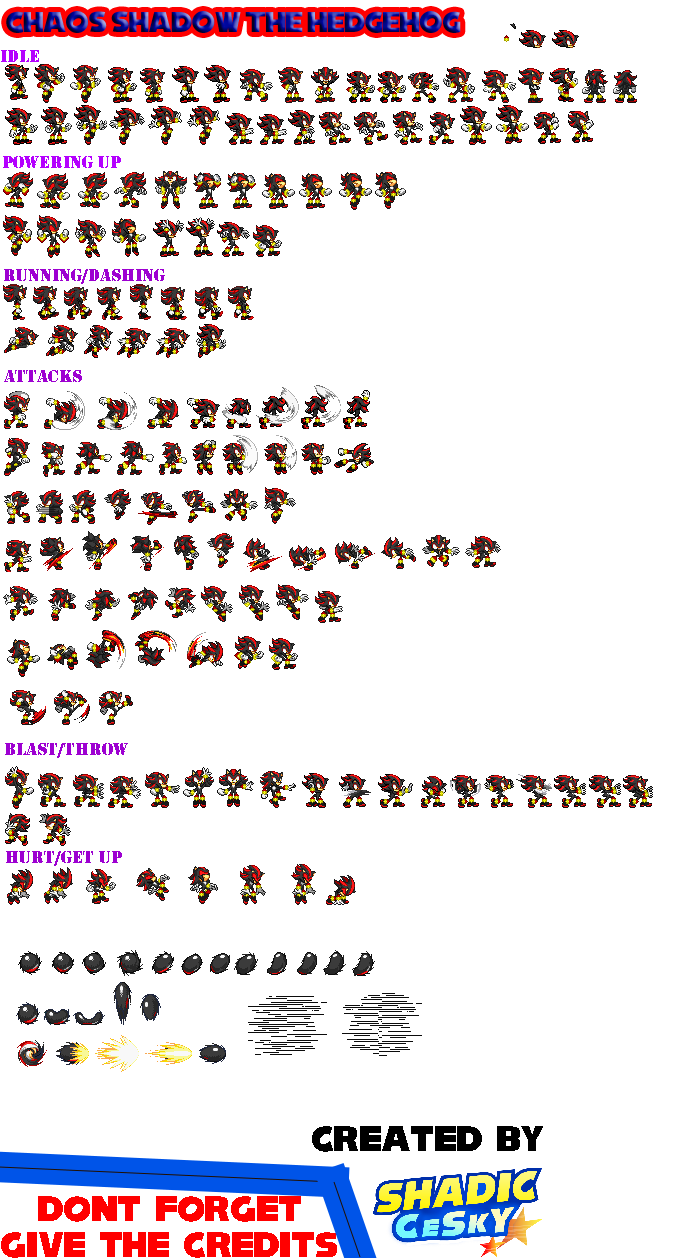 CHAOS SHADOW THE HEDGEHOG
IDLE
POWERING UP
RUNNING/DASHING
ATTACKS
BLAST/THROW
HURT/GET UP
CREATED BY
SHADIC
CESKY
DONT FORGET
GIVE THE CREDITS